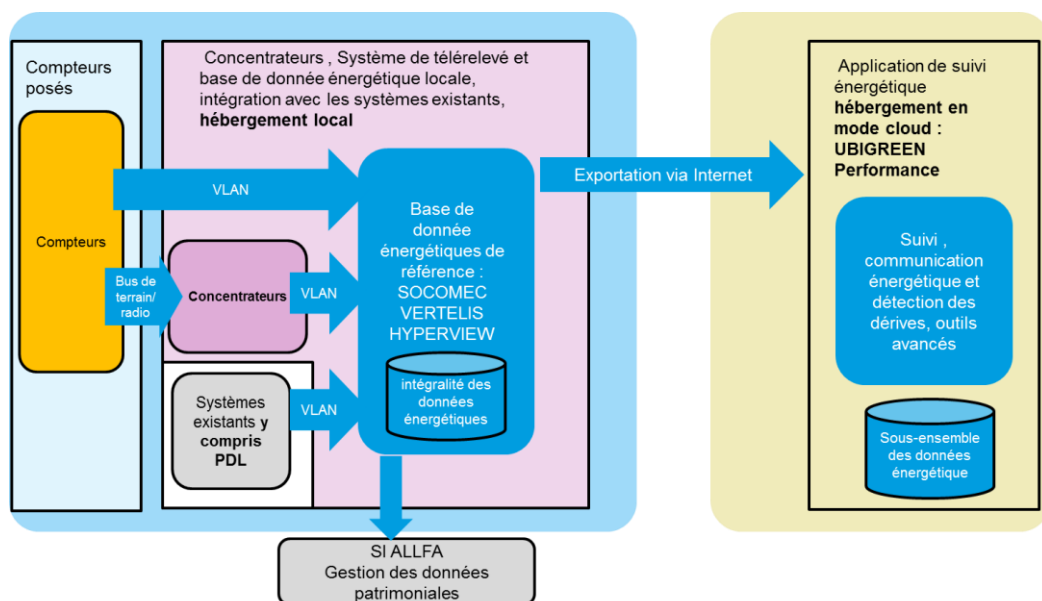 Compteurs
posés
Compteurs
Bus de
terrain/
radio
Concentrateurs , Système de télérelevé et
base de donnée énergétique locale,
intégration avec les systèmes existants,
hébergement local
VLAN
Concentrateurs
VLAN
Systèmes
existants y
compris
PDL
VLAN
Base de
donnée
énergétiques de
référence :
SOCOMEC
VERTELIS
HYPERVIEW
intégralité des
données
énergétiques
SI ALLFA
Gestion des données
patrimoniales
Exportation via Internet
Application de suivi
énergétique
hébergement en
mode cloud :
UBIGREEN
Performance
Suivi ,
communication
énergétique et
détection des
dérives, outils
avancés
Sous-ensemble
des données
énergétique